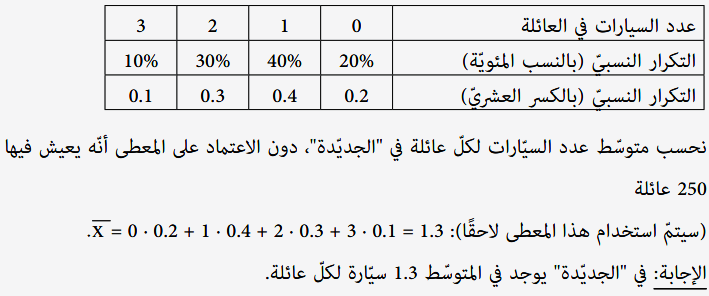 عدد السيارات في العائلة 0 1 2 3
التكرار النسبيّ (بالنسب المئويّة) 20% 40% 30% 10%
التكرار النسبيّ (بالكسر العشريّ) 0.2 0.4 0.3 0.1
نحسب متوسّط عدد السيّارات لكلّ عائلة في "الجديّدة"، دون الاعتماد على المعطى أنّه يعيش فيها
250 عائلة
(سيتمّ استخدام هذا المعطى لاحقًا): x̅ = 0 · 0.2 + 1 · 0.4 + 2 · 0.3 + 3 · 0.1 = 1.3.
الإجابة: في "الجديّدة" يوجد في المتوسّط 1.3 سيّارة لكلّ عائلة.